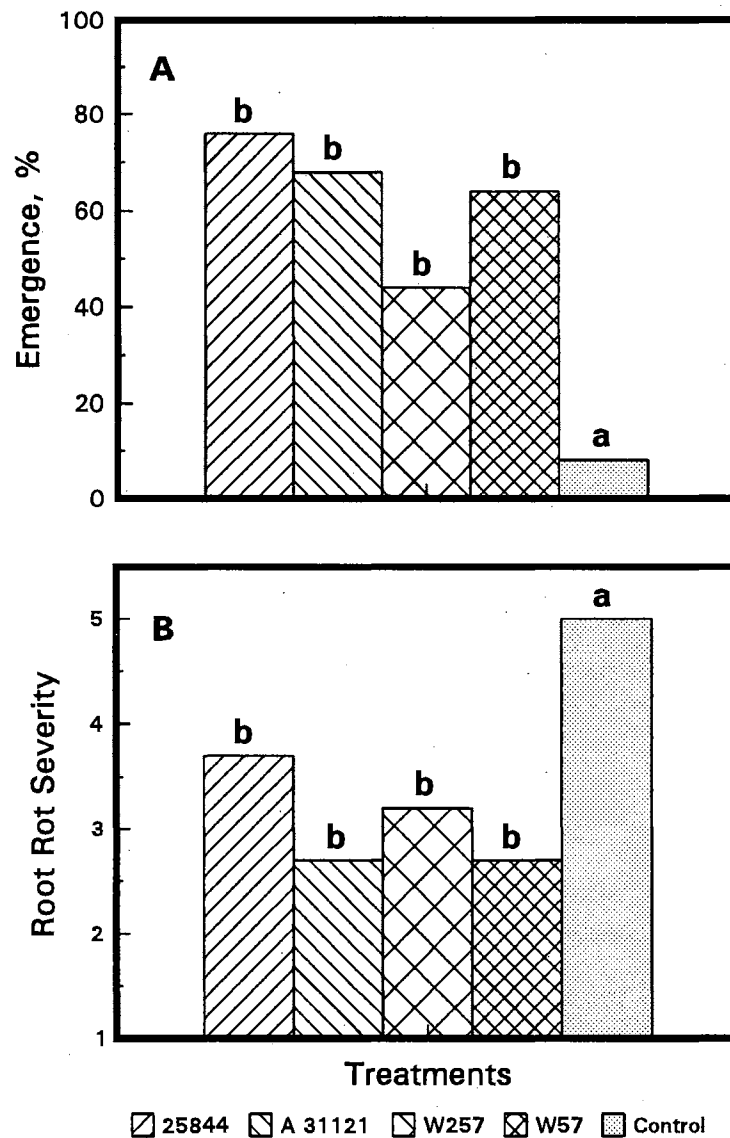 100
A
b
b
80
b
60
b
40
20
a
0
Emergence, %
a
5
B
b
4
b
b
b
3
2
1
Root Rot Severity
Treatments
25844 A 31121 W257 W57 Control